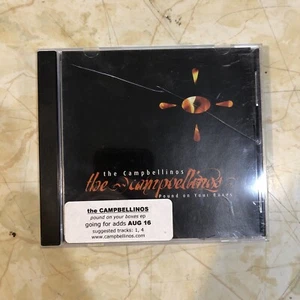 the Campbellinos
the campbellinos
Pound on Your Boxes
the CAMPBELLINOS
pound on your boxes ep
going for adds AUG 16
suggested tracks: 1, 4
www.campbellinos.com